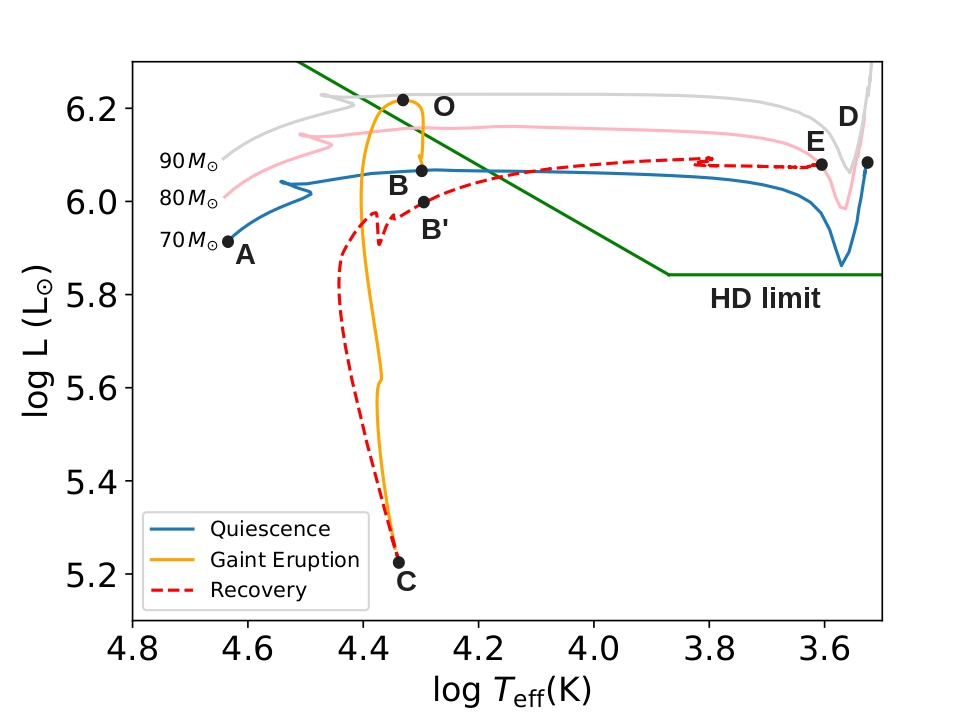 6.2
6.0
5.8
5.6
5.4
5.2
log L (L⊙)
90 M⊙
80 M⊙
70 M⊙
A
O
B
B'
C
D
E
HD limit
Quiescence
Gaint Eruption
Recovery
4.8 4.6 4.4 4.2 4.0 3.8 3.6
log Teff(K)